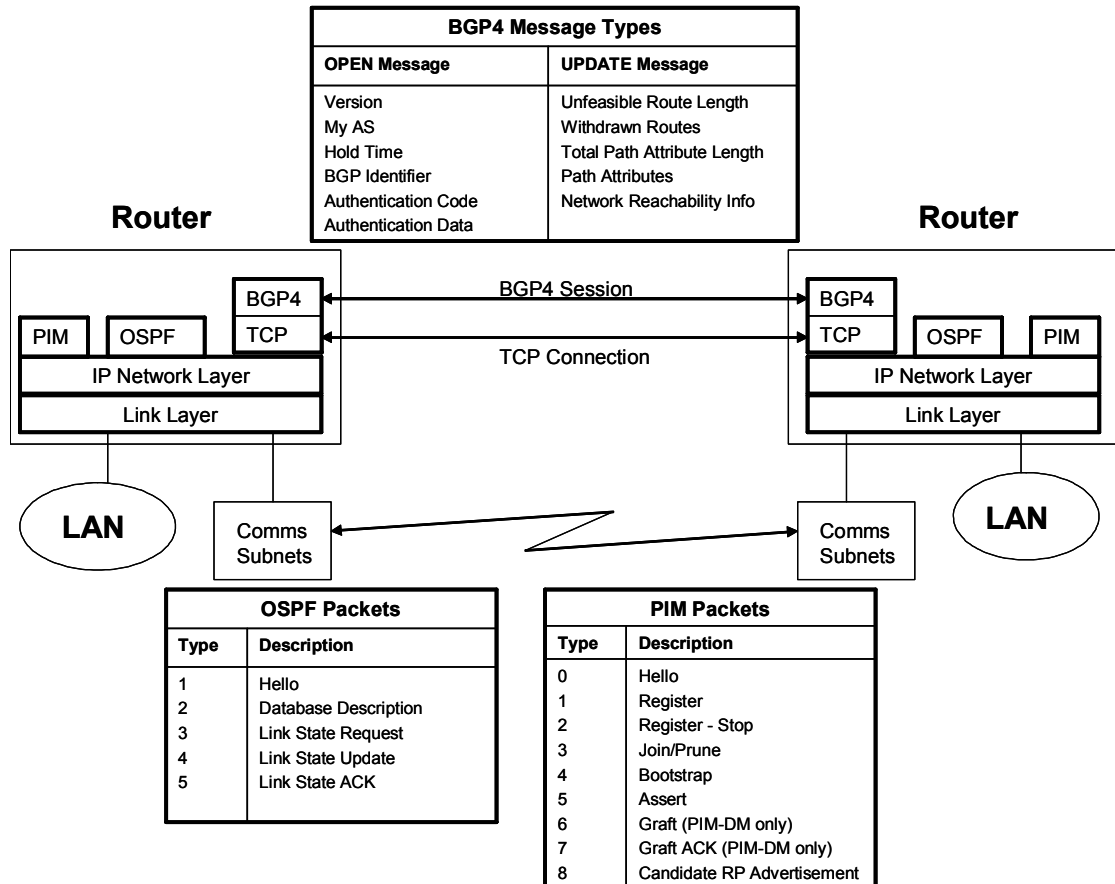 BGP4 Message Types
OPEN Message UPDATE Message
Version Unfeasible Route Length
My AS Withdrawn Routes
Hold Time Total Path Attribute Length
BGP Identifier Path Attributes
Authentication Code Network Reachability Info
Authentication Data
Router Router
BGP4 BGP4 Session BGP4
PIM OSPF TCP TCP Connection TCP OSPF PIM
IP Network Layer IP Network Layer
Link Layer Link Layer
LAN Comms Subnets Comms Subnets LAN
OSPF Packets
Type Description
1 Hello
2 Database Description
3 Link State Request
4 Link State Update
5 Link State ACK
PIM Packets
Type Description
0 Hello
1 Register
2 Register - Stop
3 Join/Prune
4 Bootstrap
5 Assert
6 Graft (PIM-DM only)
7 Graft ACK (PIM-DM only)
8 Candidate RP Advertisement